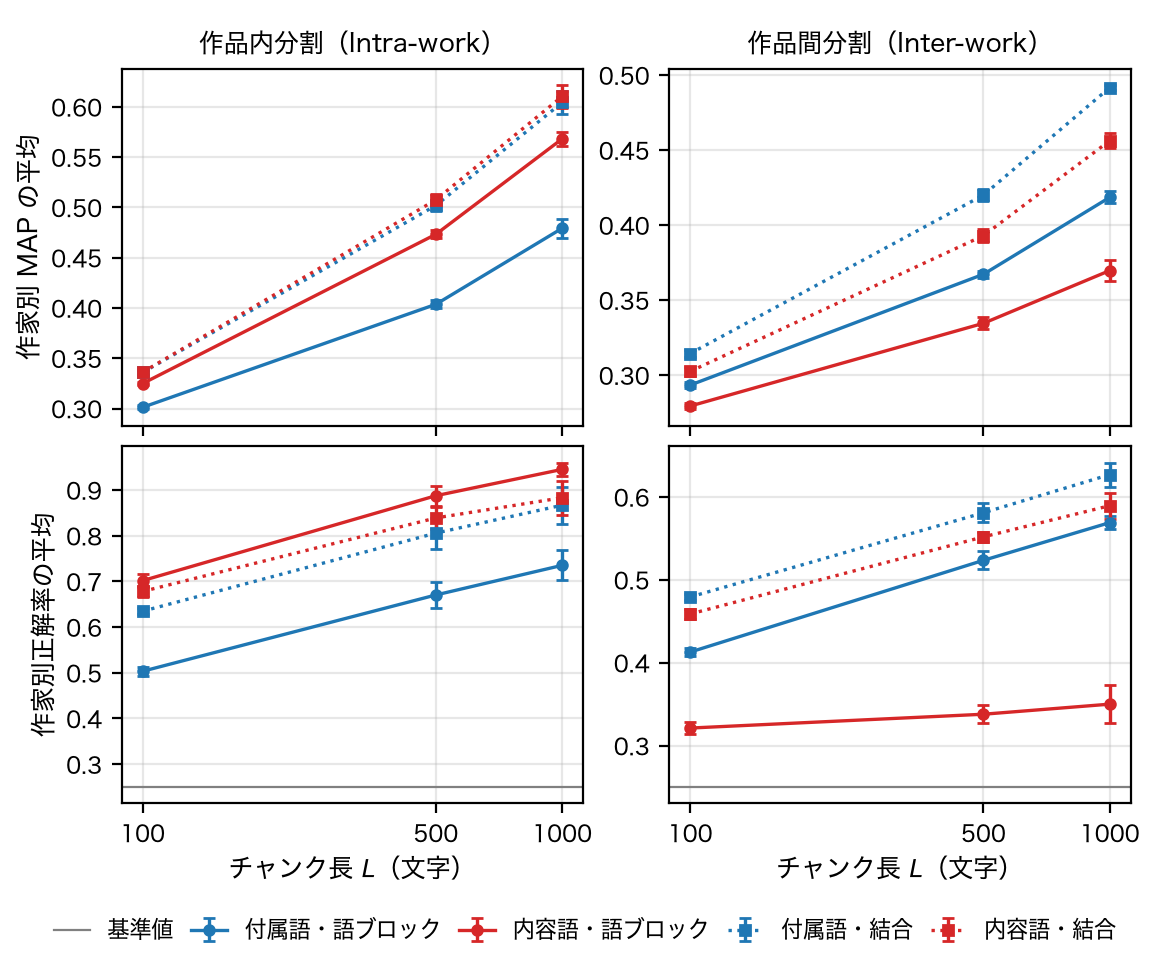 作品内分割（Intra-work）
作品間分割（Inter-work）
作家別 MAP の平均
0.60
0.55
0.50
0.45
0.40
0.35
0.30
0.50
0.45
0.40
0.35
0.30
作家別正解率の平均
0.9
0.8
0.7
0.6
0.5
0.4
0.3
0.6
0.5
0.4
0.3
100 500 1000
100 500 1000
チャンク長 L（文字）
チャンク長 L（文字）
基準値 付属語・語ブロック 内容語・語ブロック 付属語・結合 内容語・結合